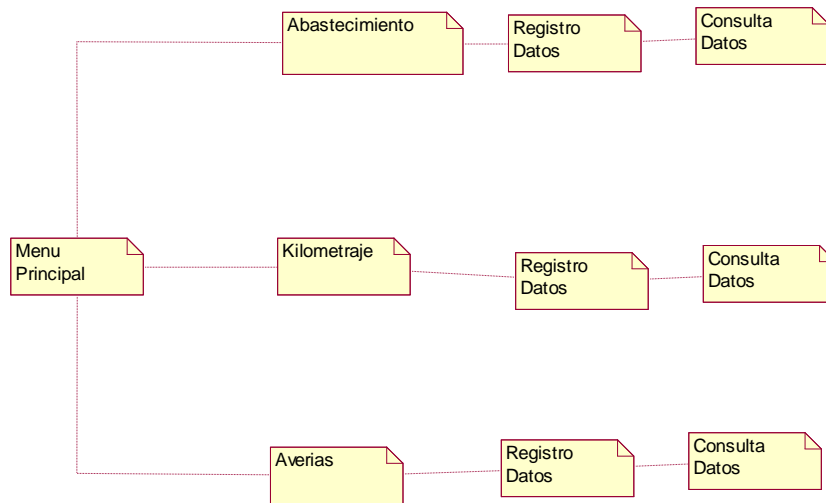 Abastecimiento
Registro
Datos
Consulta
Datos
Menu
Principal
Kilometraje
Registro
Datos
Consulta
Datos
Averias
Registro
Datos
Consulta
Datos